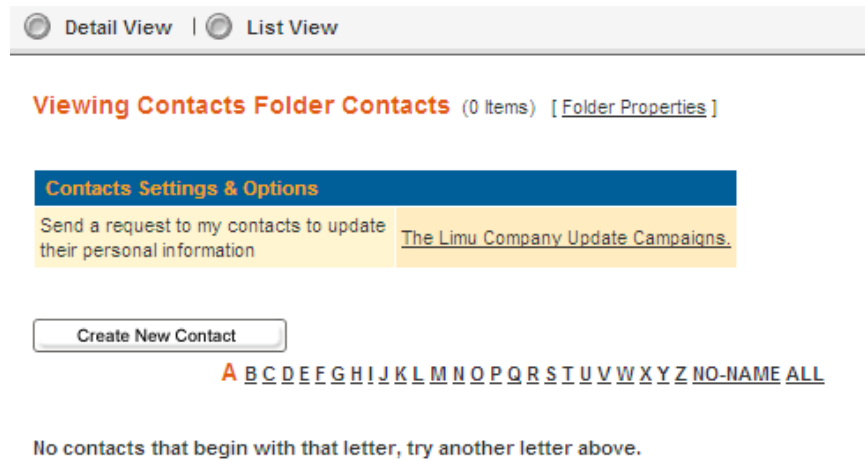 Detail View | List View
Viewing Contacts Folder Contacts (0 Items) [ Folder Properties ]
Contacts Settings & Options
Send a request to my contacts to update
their personal information
The Limu Company Update Campaigns.
Create New Contact
A B C D E F G H I J K L M N O P Q R S T U V W X Y Z NO-NAME ALL
No contacts that begin with that letter, try another letter above.